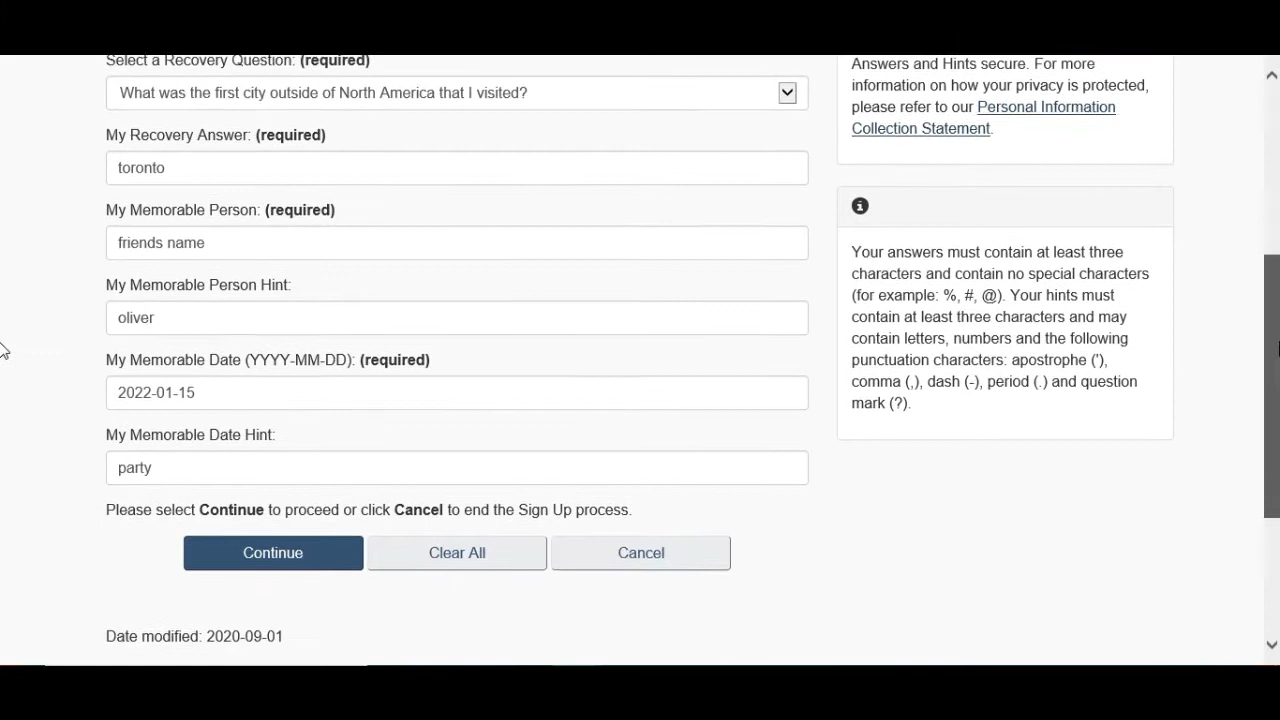 Select a Recovery Question: (required)
What was the first city outside of North America that I visited?
My Recovery Answer: (required)
toronto
My Memorable Person: (required)
friends name
My Memorable Person Hint:
oliver
My Memorable Date (YYYY-MM-DD): (required)
2022-01-15
My Memorable Date Hint:
party
Please select Continue to proceed or click Cancel to end the Sign Up process.
Continue
Clear All
Cancel
Date modified: 2020-09-01
Answers and Hints secure. For more
information on how your privacy is protected,
please refer to our Personal Information
Collection Statement.
Your answers must contain at least three
characters and contain no special characters
(for example: %, #, @). Your hints must
contain at least three characters and may
contain letters, numbers and the following
punctuation characters: apostrophe ('),
comma (,), dash (-), period (.) and question
mark (?).